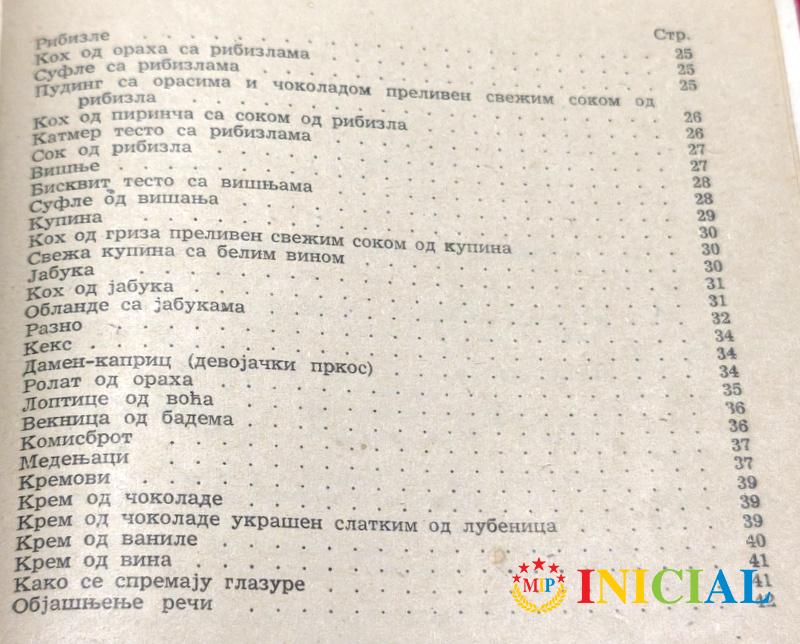 Стр.
Рибизле 25
Кох од ораха са рибизлама 25
Суфле са рибизлама 25
Пудинг са орасима и чоколадом преливен свежим соком од
рибизла 26
Кох од пиринча са соком од рибизла 26
Катмер тесто са рибизлама 27
Сок од рибизла 27
Вишње 28
Бисквит тесто са вишњама 28
Суфле од вишања 29
Купина 30
Кох од гриза преливен свежим соком од купина 30
Свежа купина са белим вином 30
Јабука 31
Кох од јабука 31
Обланде са јабукама 32
Разно 34
Кекс 34
Дамен-каприц (девојачки пркос) 34
Ролат од ораха 35
Лоптице од воћа 36
Векница од бадема 36
Комисброт 37
Медењаци 37
Кремови 39
Крем од чоколаде 39
Крем од чоколаде украшен слатким од лубеница 39
Крем од ваниле 40
Крем од вина 41
Како се спремају глазуре 41
Објашњење речи 42
MIP INICIAL